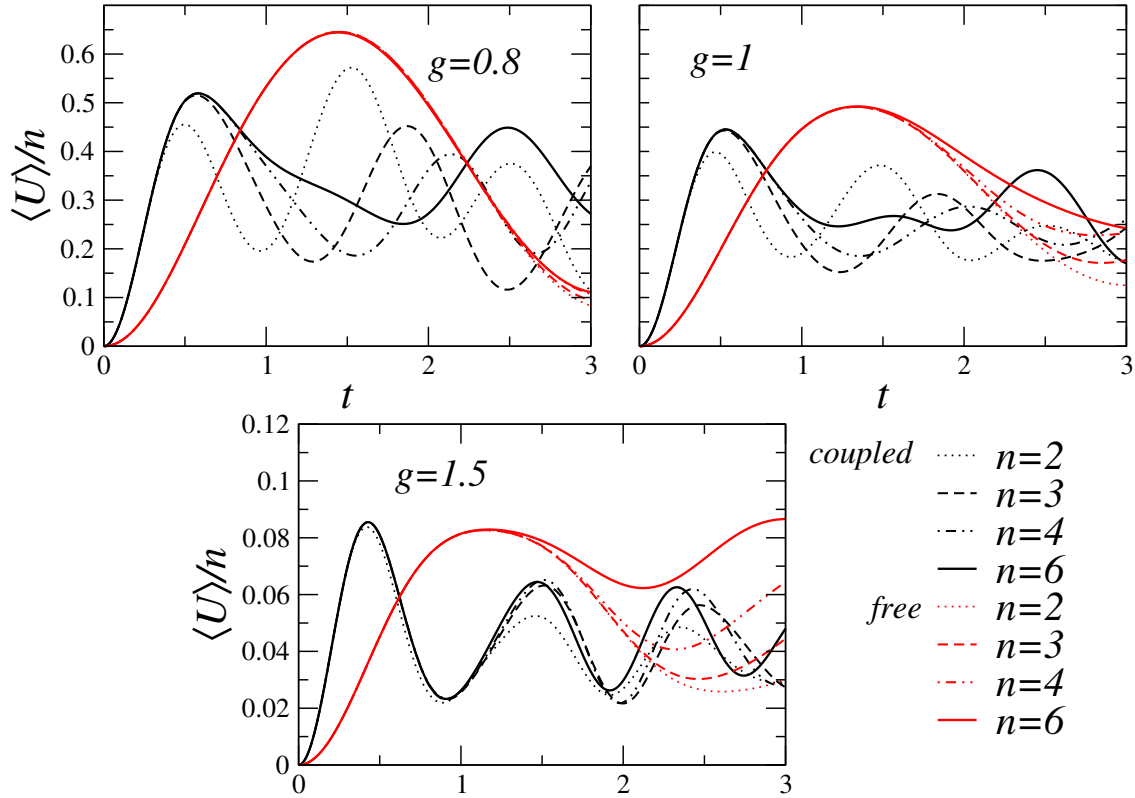 ⟨U⟩/n
0.6
0.5
0.4
0.3
0.2
0.1
0
g=0.8
0 1 2 3
t
g=1
0 1 2 3
t
⟨U⟩/n
0.12
0.1
0.08
0.06
0.04
0.02
0
g=1.5
0 1 2 3
coupled
n=2
n=3
n=4
n=6
free
n=2
n=3
n=4
n=6